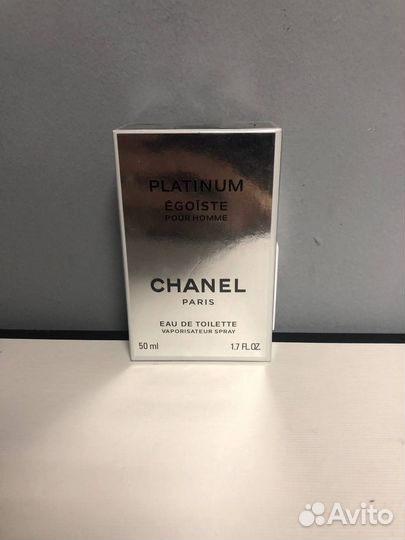 PLATINUM
ÉGOÏSTE
POUR HOMME
CHANEL
PARIS
EAU DE TOILETTE
VAPORISATEUR SPRAY
50 ml 1.7 FL.OZ.
Avito